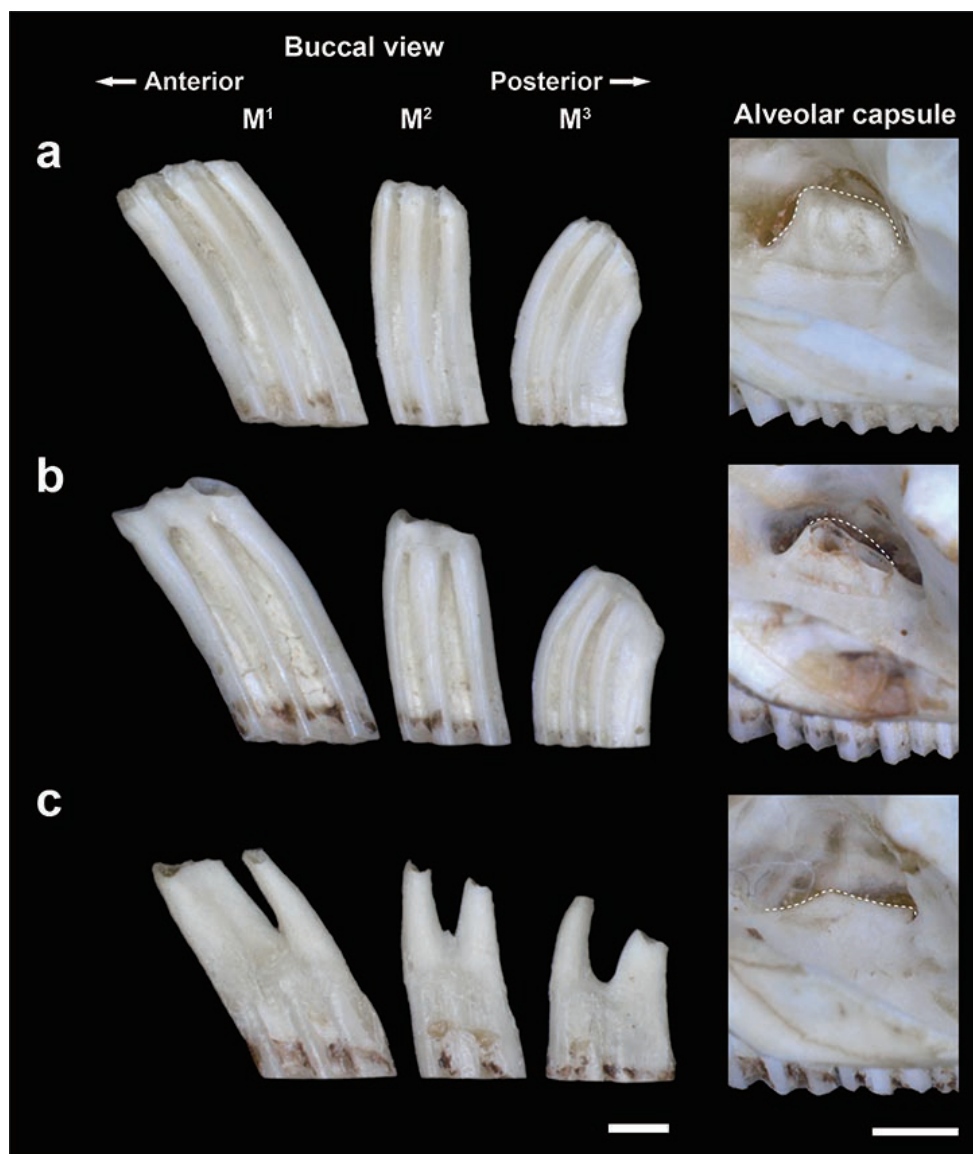 Buccal view
← Anterior Posterior →
M¹ M² M³ Alveolar capsule
a
b
c